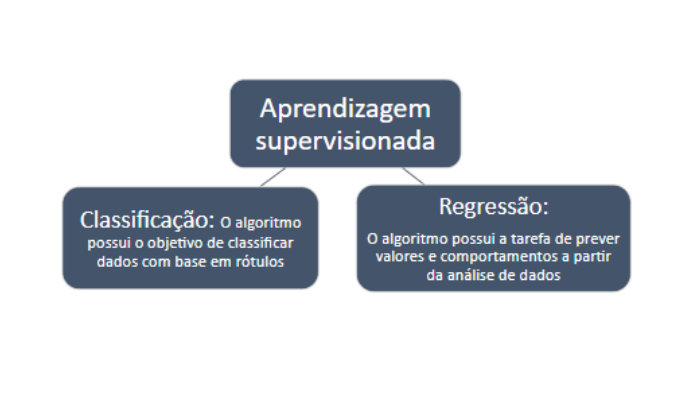 Aprendizagem
supervisionada
Classificação: O algoritmo
possui o objetivo de classificar
dados com base em rótulos
Regressão:
O algoritmo possui a tarefa de prever
valores e comportamentos a partir
da análise de dados